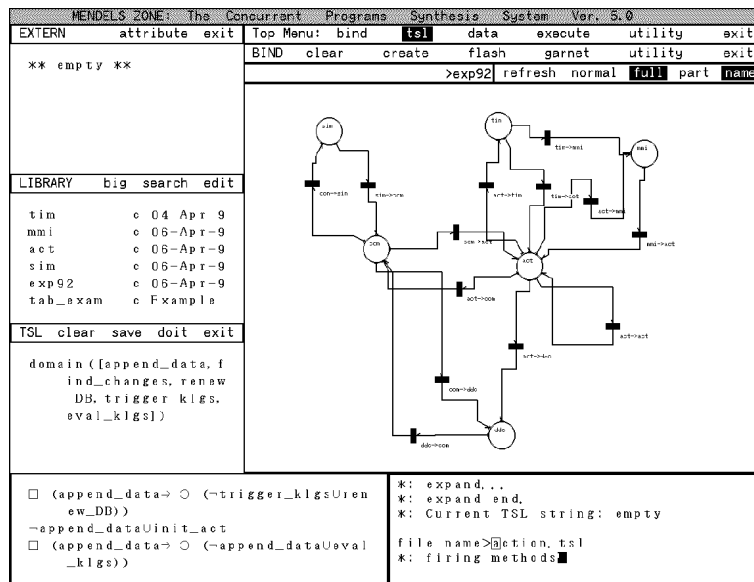 MENDELS ZONE: The Concurrent Programs Synthesis System Ver. 5.0
EXTERN attribute exit
** empty **
Top Menu: bind tsl data execute utility exit
BIND clear create flash garnet utility exit
>exp92 refresh normal full part name
LIBRARY big search edit
tim c 04 Apr 9
mmi c 06-Apr-9
act c 06-Apr-9
sim c 06-Apr-9
exp92 c 06-Apr-9
tab_exam c Example
TSL clear save doit exit
domain([append_data, f
ind_changes, renew
DB, trigger klgs,
eval_klgs])
sim
tim
mmi
tim->mmi
con->sin
sim->com
act->tim
tim->act
act->mmi
com
com->act
mmi->act
act
act->com
act->act
act->ddc
com->ddc
ddc
ddc->com
□ (append_data⇒ ○ (¬trigger_klgs∪ren
ew_DB))
¬append_data∪init_act
□ (append_data⇒ ○ (¬append_data∪eval
_klgs))
*: expand...
*: expand end.
*: Current TSL string: empty
file name>action.tsl
*: firing methods